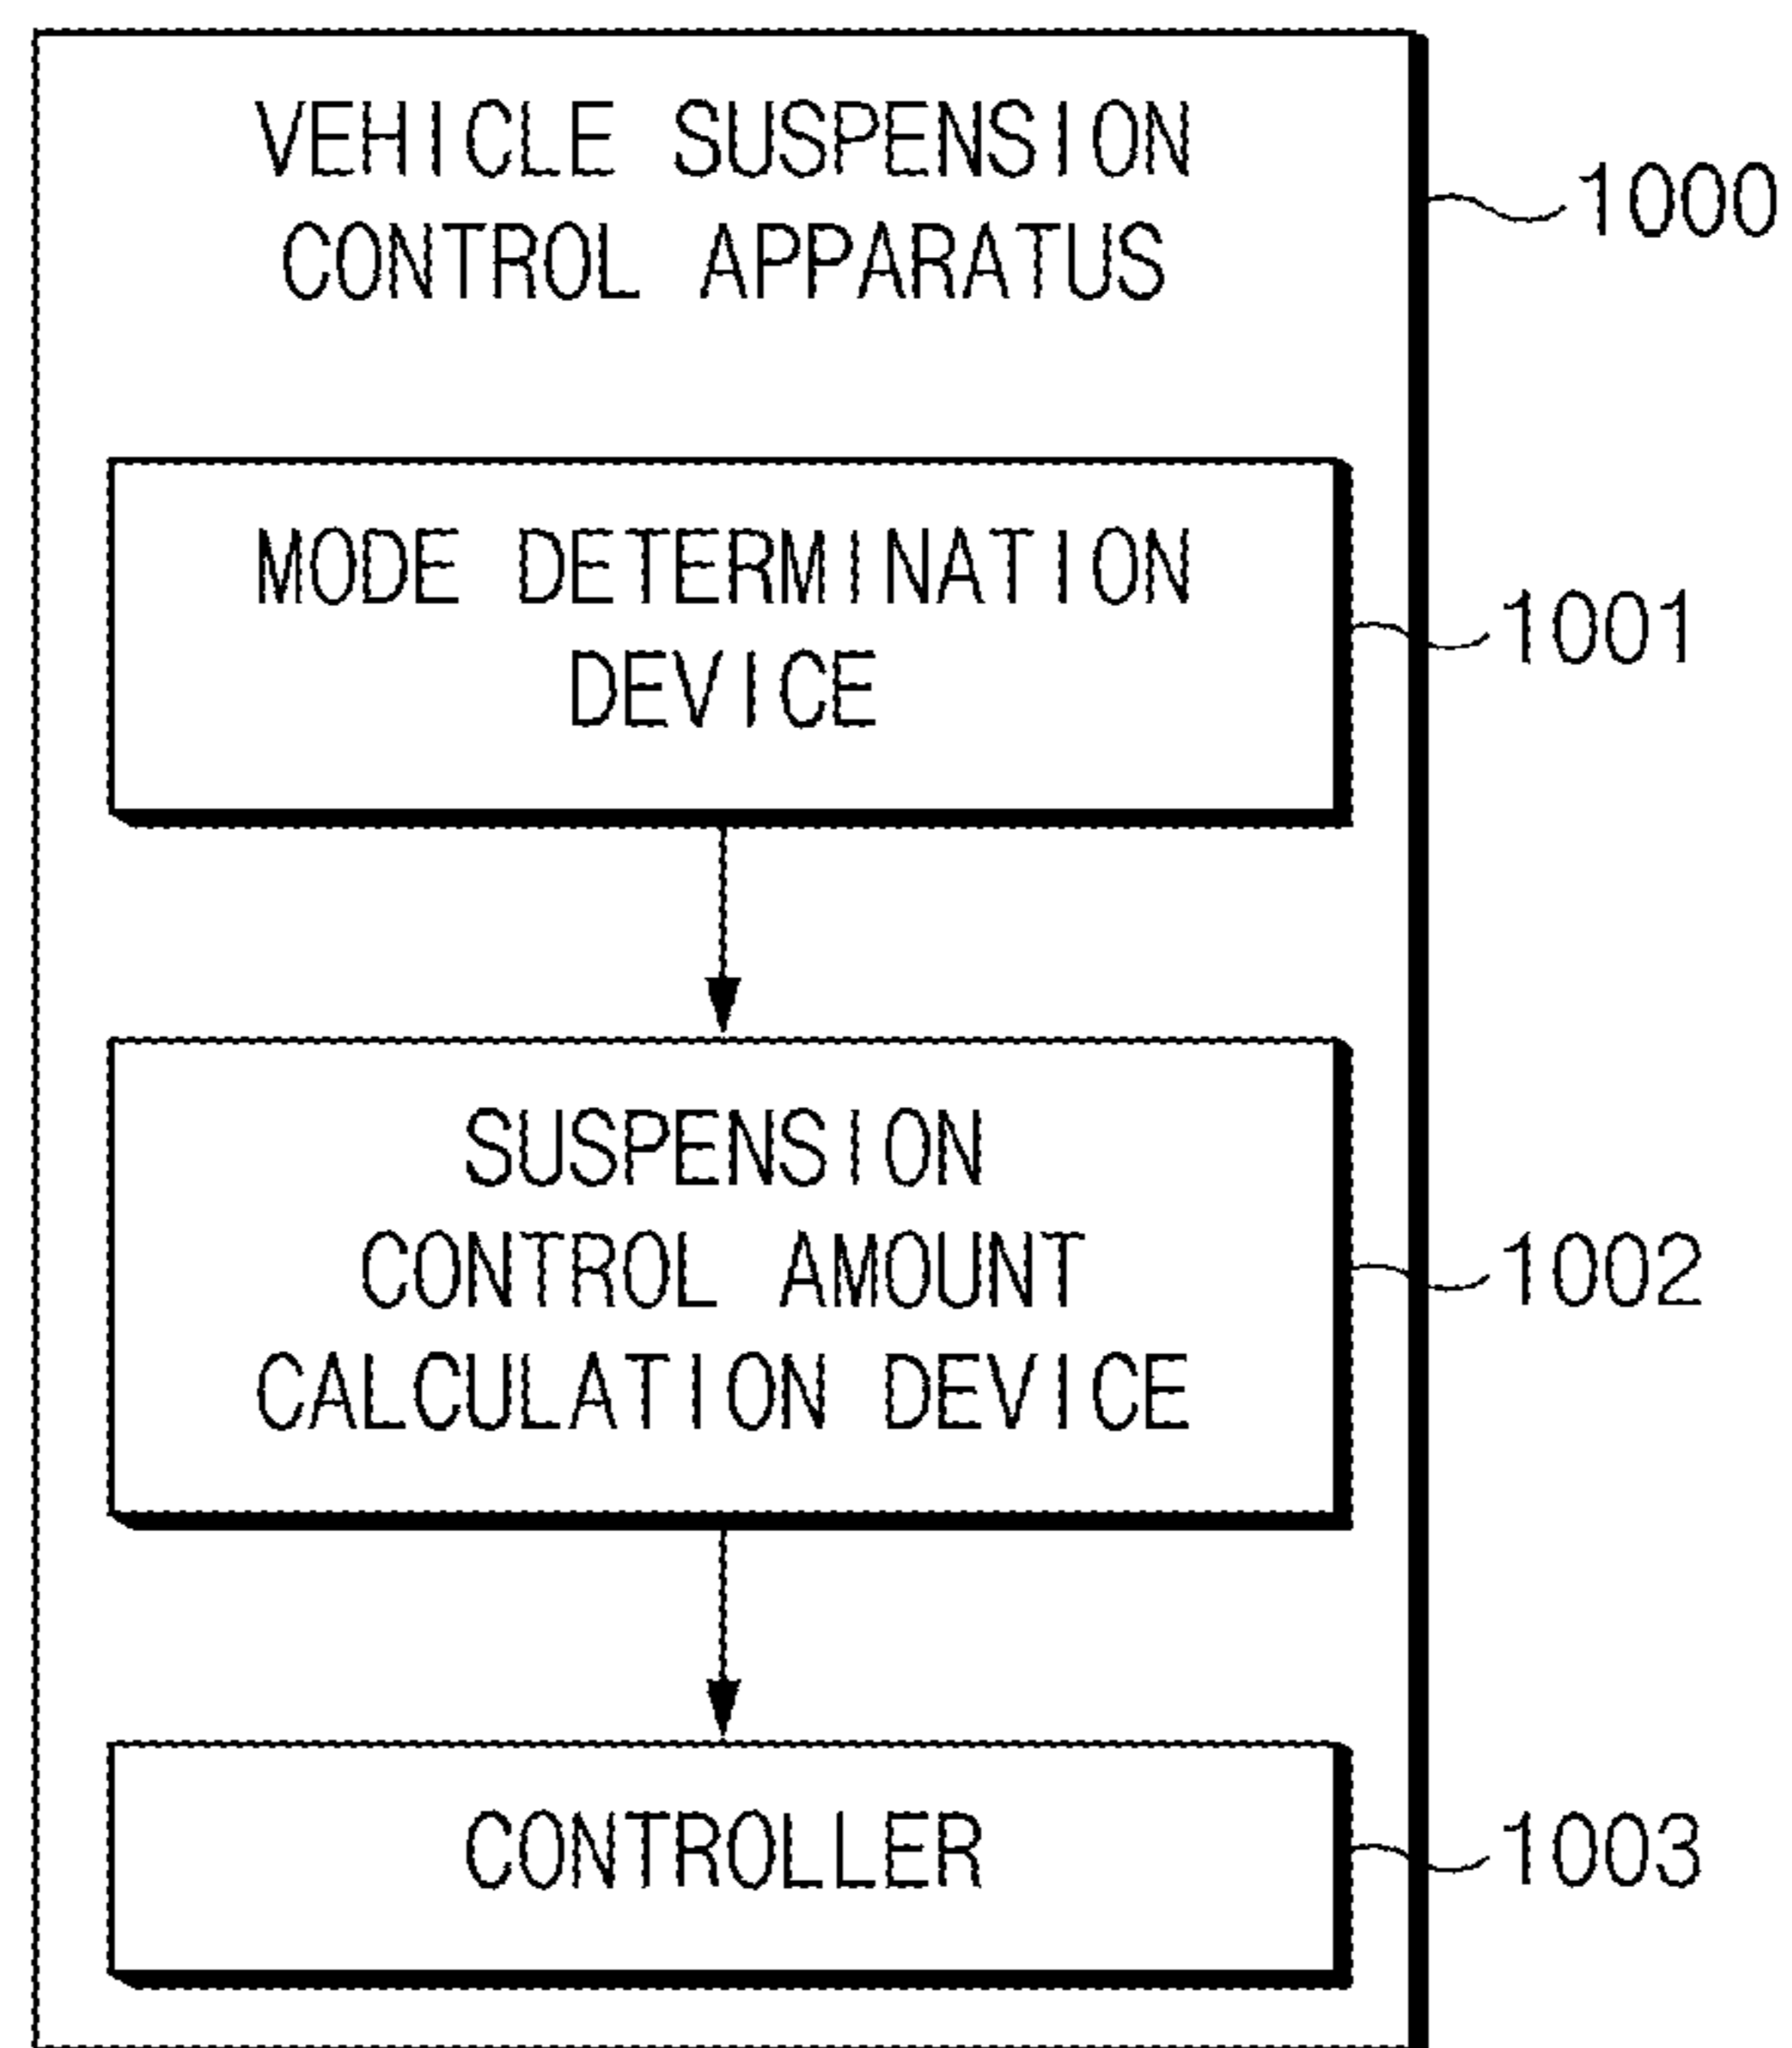 VEHICLE SUSPENSION
CONTROL APPARATUS
1000
MODE DETERMINATION
DEVICE
1001
SUSPENSION
CONTROL AMOUNT
CALCULATION DEVICE
1002
CONTROLLER
1003